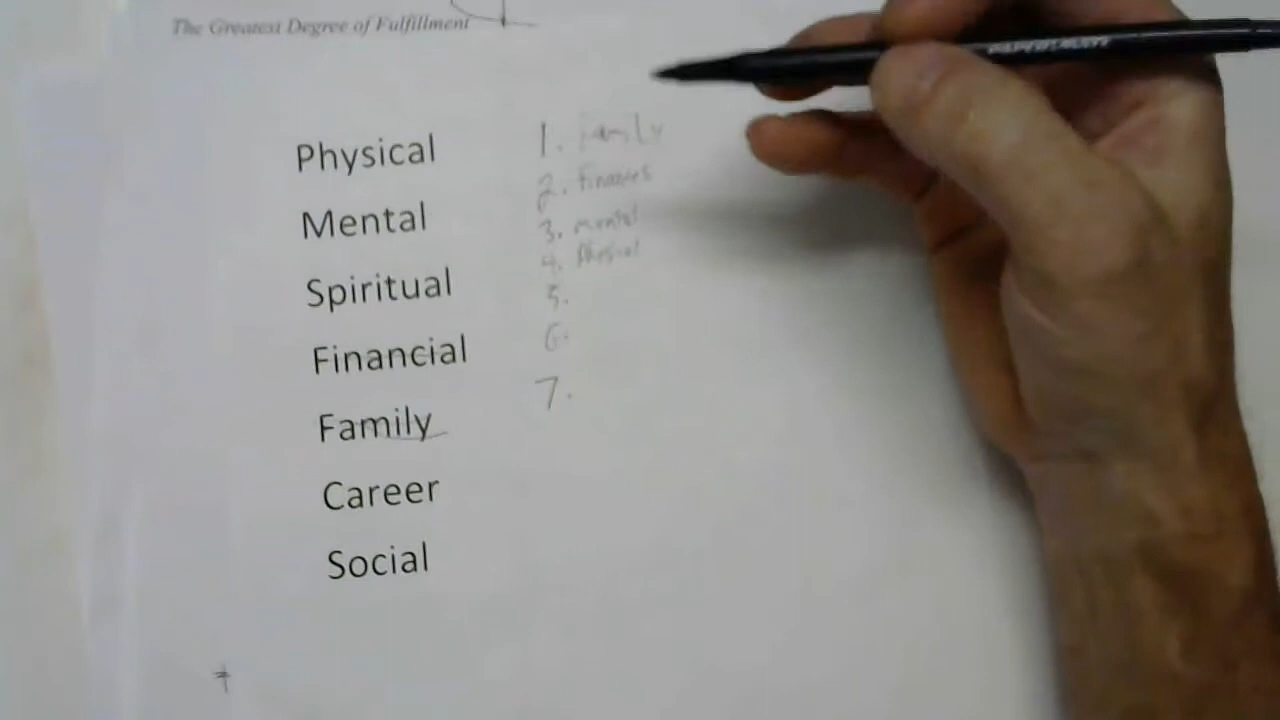 The Greatest Degree of Fulfillment
Physical
Mental
Spiritual
Financial
Family
Career
Social
1. Family
2. Finances
3. Mental
4. Physical
5.
6.
7.